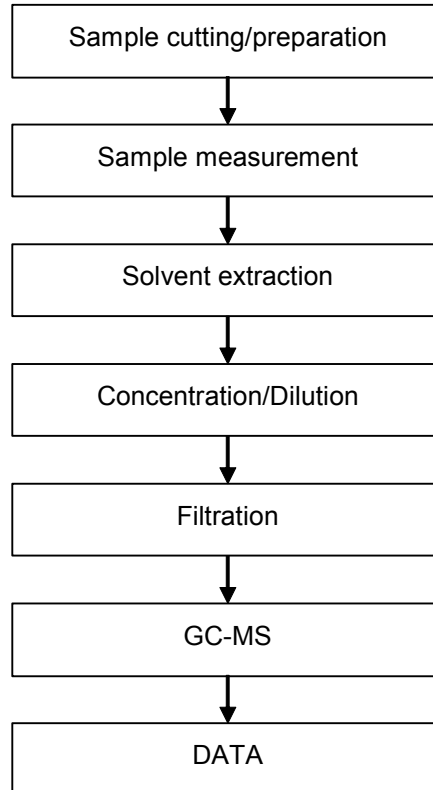 Sample cutting/preparation
Sample measurement
Solvent extraction
Concentration/Dilution
Filtration
GC-MS
DATA